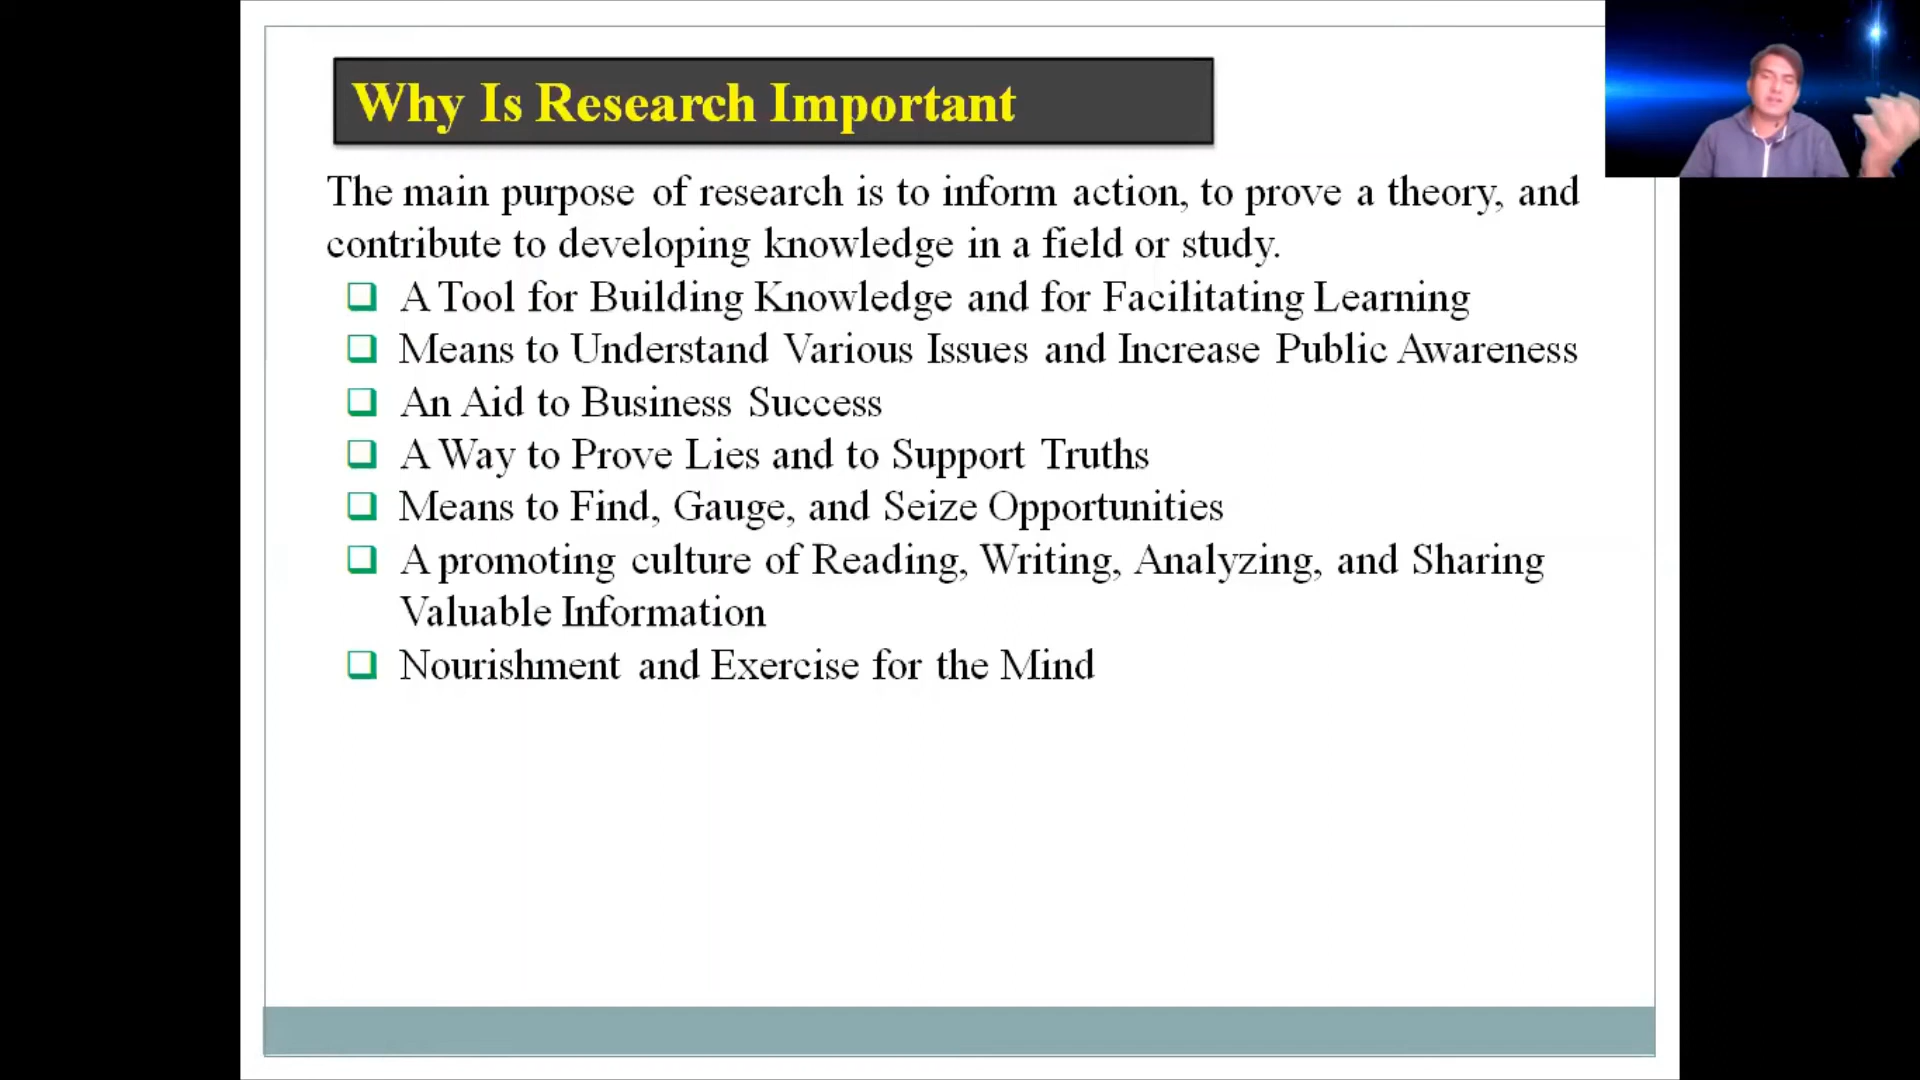 Why Is Research Important
The main purpose of research is to inform action, to prove a theory, and
contribute to developing knowledge in a field or study.
A Tool for Building Knowledge and for Facilitating Learning
Means to Understand Various Issues and Increase Public Awareness
An Aid to Business Success
A Way to Prove Lies and to Support Truths
Means to Find, Gauge, and Seize Opportunities
A promoting culture of Reading, Writing, Analyzing, and Sharing
Valuable Information
Nourishment and Exercise for the Mind